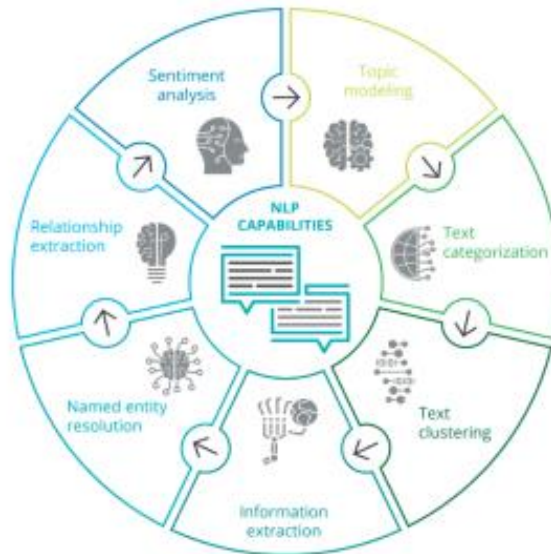 Sentiment
analysis
Topic
modeling
Text
categorization
Text
clustering
Information
extraction
Named entity
resolution
Relationship
extraction
NLP
CAPABILITIES